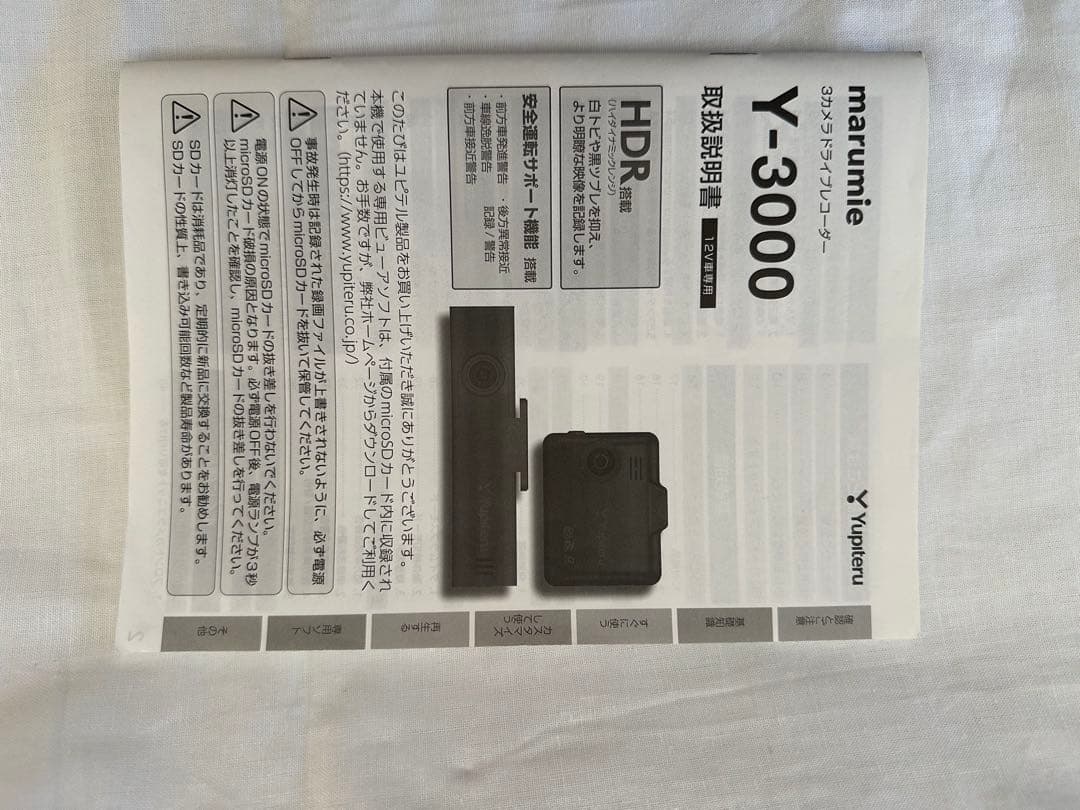 marumie
3カメラドライブレコーダー
Y-3000
取扱説明書 12V車専用
Yupiteru
HDR搭載
(ハイダイナミックレンジ)
白トビや黒ツブレを抑え、
より明瞭な映像を記録します。
安全運転サポート機能 搭載
・前方車発進警告 ・後方異常接近
・車線逸脱警告 記録/警告
・前方車接近警告
このたびはユピテル製品をお買い上げいただき誠にありがとうございます。
本機で使用する専用ビューアソフトは、付属のmicroSDカード内に収録され
ていません。お手数ですが、弊社ホームページからダウンロードしてご利用く
ださい。(https://www.yupiteru.co.jp/)
事故発生時は記録された録画ファイルが上書きされないように、必ず電源
OFFしてからmicroSDカードを抜いて保管してください。
電源ONの状態でmicroSDカードの抜き差しを行わないでください。
microSDカード破損の原因となります。必ず電源OFF後、電源ランプが3秒
以上消灯したことを確認し、microSDカードの抜き差しを行ってください。
SDカードは消耗品であり、定期的に新品に交換することをお勧めします。
SDカードの性質上、書き込み可能回数など製品寿命があります。
確認と注意
基礎知識
すぐに使う
カスタマイズ
して使う
再生する
専用ソフト
その他